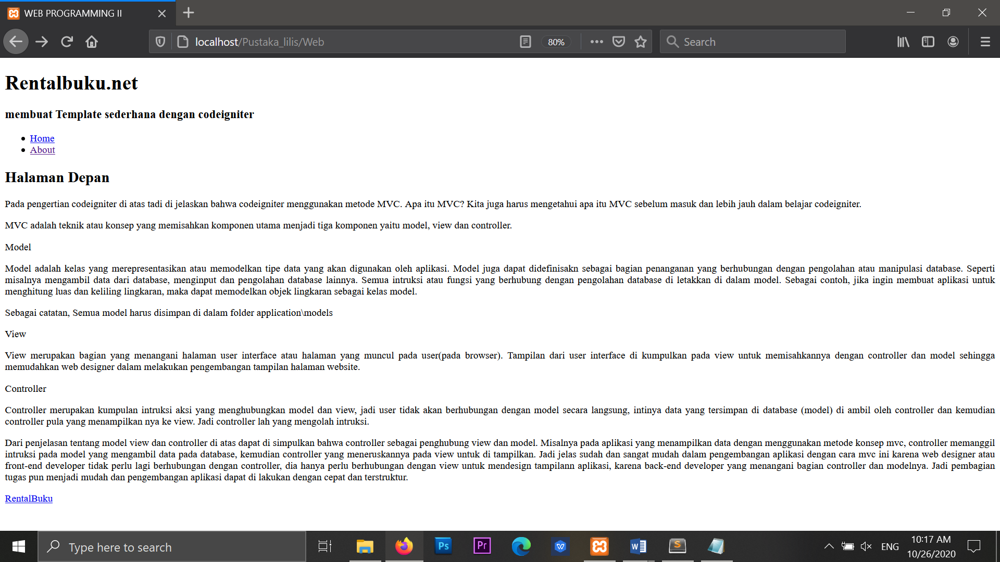 WEB PROGRAMMING II
localhost/Pustaka_lilis/Web
80%
Search
Rentalbuku.net
membuat Template sederhana dengan codeigniter
Home
About
Halaman Depan
Pada pengertian codeigniter di atas tadi di jelaskan bahwa codeigniter menggunakan metode MVC. Apa itu MVC? Kita juga harus mengetahui apa itu MVC sebelum masuk dan lebih jauh dalam belajar codeigniter.
MVC adalah teknik atau konsep yang memisahkan komponen utama menjadi tiga komponen yaitu model, view dan controller.
Model
Model adalah kelas yang merepresentasikan atau memodelkan tipe data yang akan digunakan oleh aplikasi. Model juga dapat didefinisakn sebagai bagian penanganan yang berhubungan dengan pengolahan atau manipulasi database. Seperti
misalnya mengambil data dari database, menginput dan pengolahan database lainnya. Semua intruksi atau fungsi yang berhubung dengan pengolahan database di letakkan di dalam model. Sebagai contoh, jika ingin membuat aplikasi untuk
menghitung luas dan keliling lingkaran, maka dapat memodelkan objek lingkaran sebagai kelas model.
Sebagai catatan, Semua model harus disimpan di dalam folder application\models
View
View merupakan bagian yang menangani halaman user interface atau halaman yang muncul pada user(pada browser). Tampilan dari user interface di kumpulkan pada view untuk memisahkannya dengan controller dan model sehingga
memudahkan web designer dalam melakukan pengembangan tampilan halaman website.
Controller
Controller merupakan kumpulan intruksi aksi yang menghubungkan model dan view, jadi user tidak akan berhubungan dengan model secara langsung, intinya data yang tersimpan di database (model) di ambil oleh controller dan kemudian
controller pula yang menampilkan nya ke view. Jadi controller lah yang mengolah intruksi.
Dari penjelasan tentang model view dan controller di atas dapat di simpulkan bahwa controller sebagai penghubung view dan model. Misalnya pada aplikasi yang menampilkan data dengan menggunakan metode konsep mvc, controller memanggil
intruksi pada model yang mengambil data pada database, kemudian controller yang meneruskannya pada view untuk di tampilkan. Jadi jelas sudah dan sangat mudah dalam pengembangan aplikasi dengan cara mvc ini karena web designer atau
front-end developer tidak perlu lagi berhubungan dengan controller, dia hanya perlu berhubungan dengan view untuk mendesign tampilann aplikasi, karena back-end developer yang menangani bagian controller dan modelnya. Jadi pembagian
tugas pun menjadi mudah dan pengembangan aplikasi dapat di lakukan dengan cepat dan terstruktur.
RentalBuku
Type here to search
Ps
Pr
W
S
ENG
10:17 AM
10/26/2020